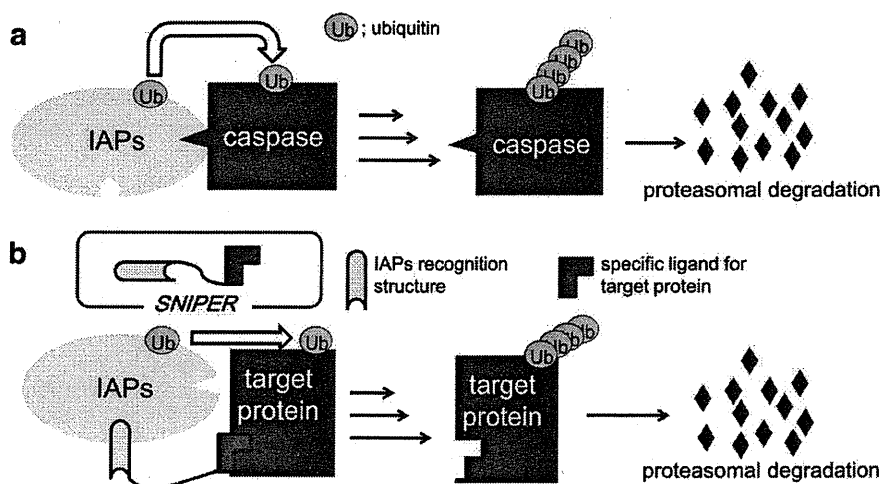 a
Ub ; ubiquitin
Ub
Ub
IAPs
caspase
Ub
Ub
Ub
Ub
caspase
proteasomal degradation
b
SNIPER
IAPs recognition
structure
specific ligand for
target protein
Ub
Ub
IAPs
target
protein
Ub
target
protein
proteasomal degradation